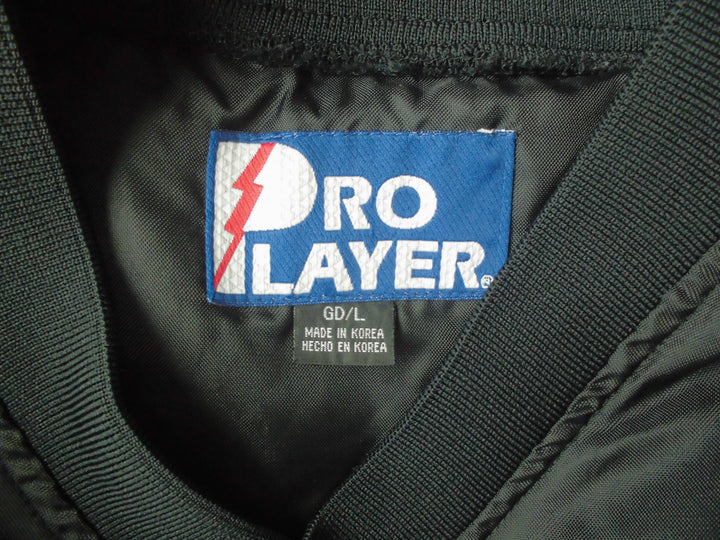 PRO
PLAYER®
GD/L
MADE IN KOREA
HECHO EN KOREA